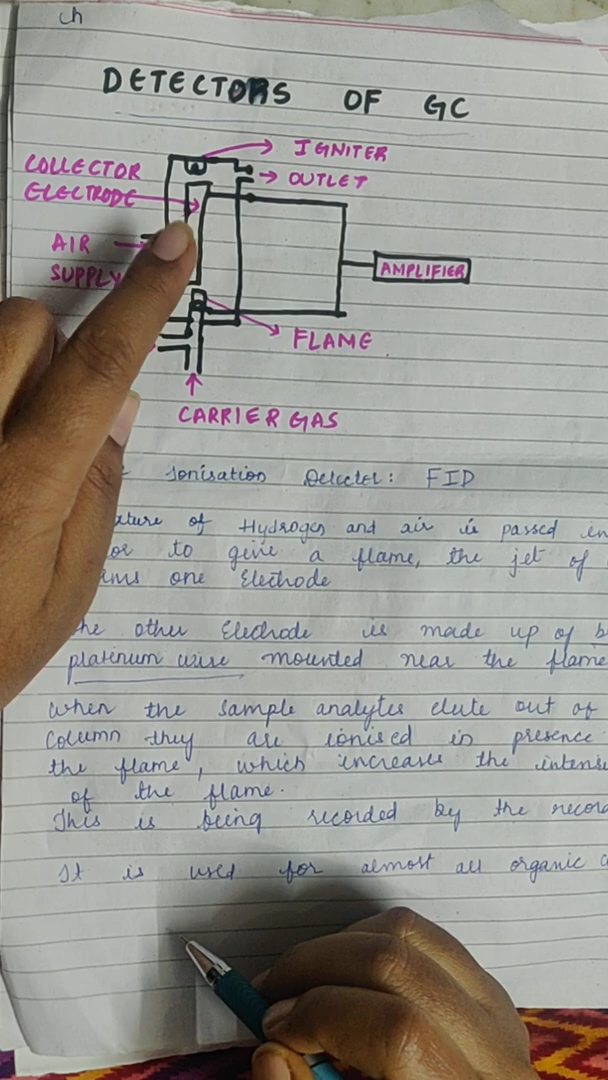 ch
DETECTORS OF GC
IGNITER
COLLECTOR
ELECTRODE
OUTLET
AIR
SUPPLY
AMPLIFIER
FLAME
CARRIER GAS
Ionisation Detector: FID
of Hydrogen and air is passed
to give a flame, the jet of
one Electrode
other Electrode is made up of
platinum wire mounted near the flame
When the sample analytes elute out of
column they are ionised in presence
the flame, which increases the
of the flame.
This is being recorded by the
It is used for almost all organic